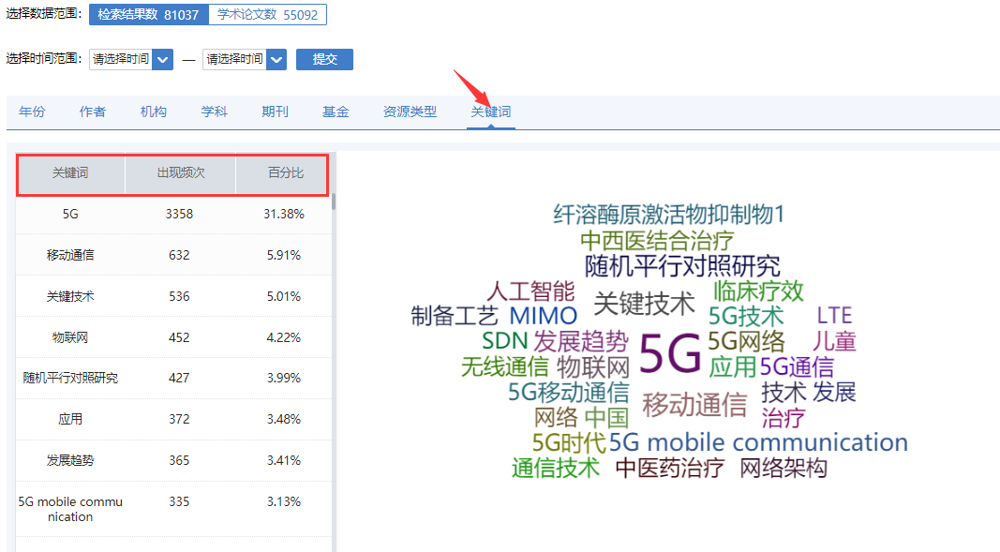 选择数据范围: 检索结果数 81037 学术论文数 55092
选择时间范围: 请选择时间 — 请选择时间 提交
年份 作者 机构 学科 期刊 基金 资源类型 关键词
关键词 出现频次 百分比
5G 3358 31.38%
移动通信 632 5.91%
关键技术 536 5.01%
物联网 452 4.22%
随机平行对照研究 427 3.99%
应用 372 3.48%
发展趋势 365 3.41%
5G mobile commu 335 3.13%
nication
纤溶酶原激活物抑制物1
中西医结合治疗
随机平行对照研究
人工智能 关键技术 临床疗效
制备工艺 MIMO 5G技术 LTE
SDN 发展趋势 5G 5G网络 儿童
无线通信 物联网 应用 5G通信
5G移动通信 移动通信 技术 发展
网络 中国 治疗
5G时代 5G mobile communication
通信技术 中医药治疗 网络架构